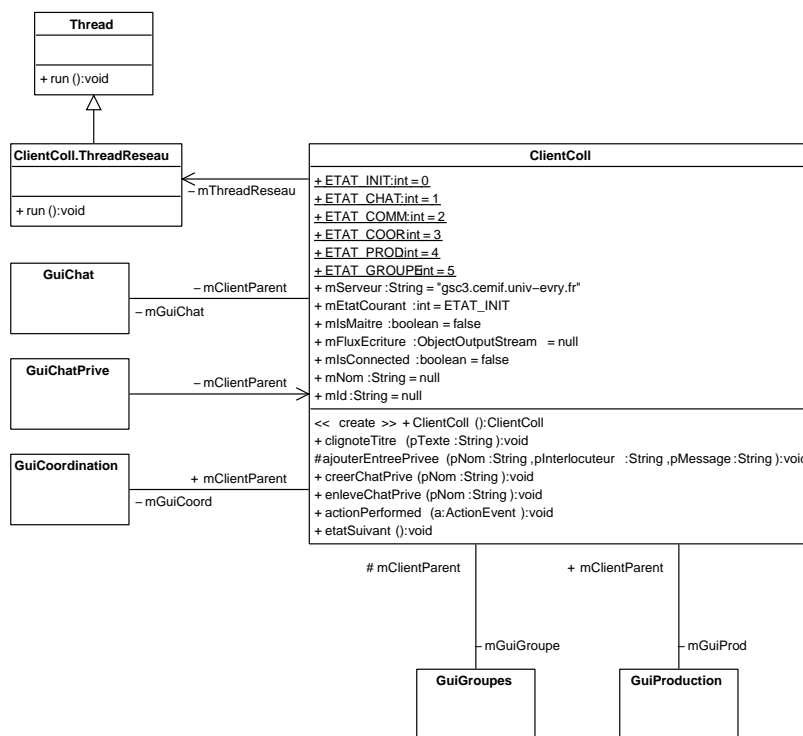 Thread
+ run ():void
ClientColl.ThreadReseau
+ run ():void
− mThreadReseau
ClientColl
+ ETAT_INIT:int = 0
+ ETAT_CHAT:int = 1
+ ETAT_COMM:int = 2
+ ETAT_COOR:int = 3
+ ETAT_PROD:int = 4
+ ETAT_GROUPE:int = 5
+ mServeur :String = "gsc3.cemif.univ−evry.fr"
+ mEtatCourant :int = ETAT_INIT
+ mIsMaitre :boolean = false
+ mFluxEcriture :ObjectOutputStream = null
+ mIsConnected :boolean = false
+ mNom :String = null
+ mId :String = null
<< create >> + ClientColl ():ClientColl
+ clignoteTitre (pTexte :String ):void
#ajouterEntreePrivee (pNom :String ,pInterlocuteur :String ,pMessage :String ):void
+ creerChatPrive (pNom :String ):void
+ enleveChatPrive (pNom :String ):void
+ actionPerformed (a:ActionEvent ):void
+ etatSuivant ():void
GuiChat
− mClientParent
− mGuiChat
GuiChatPrive
− mClientParent
GuiCoordination
+ mClientParent
− mGuiCoord
# mClientParent
+ mClientParent
− mGuiGroupe
− mGuiProd
GuiGroupes
GuiProduction